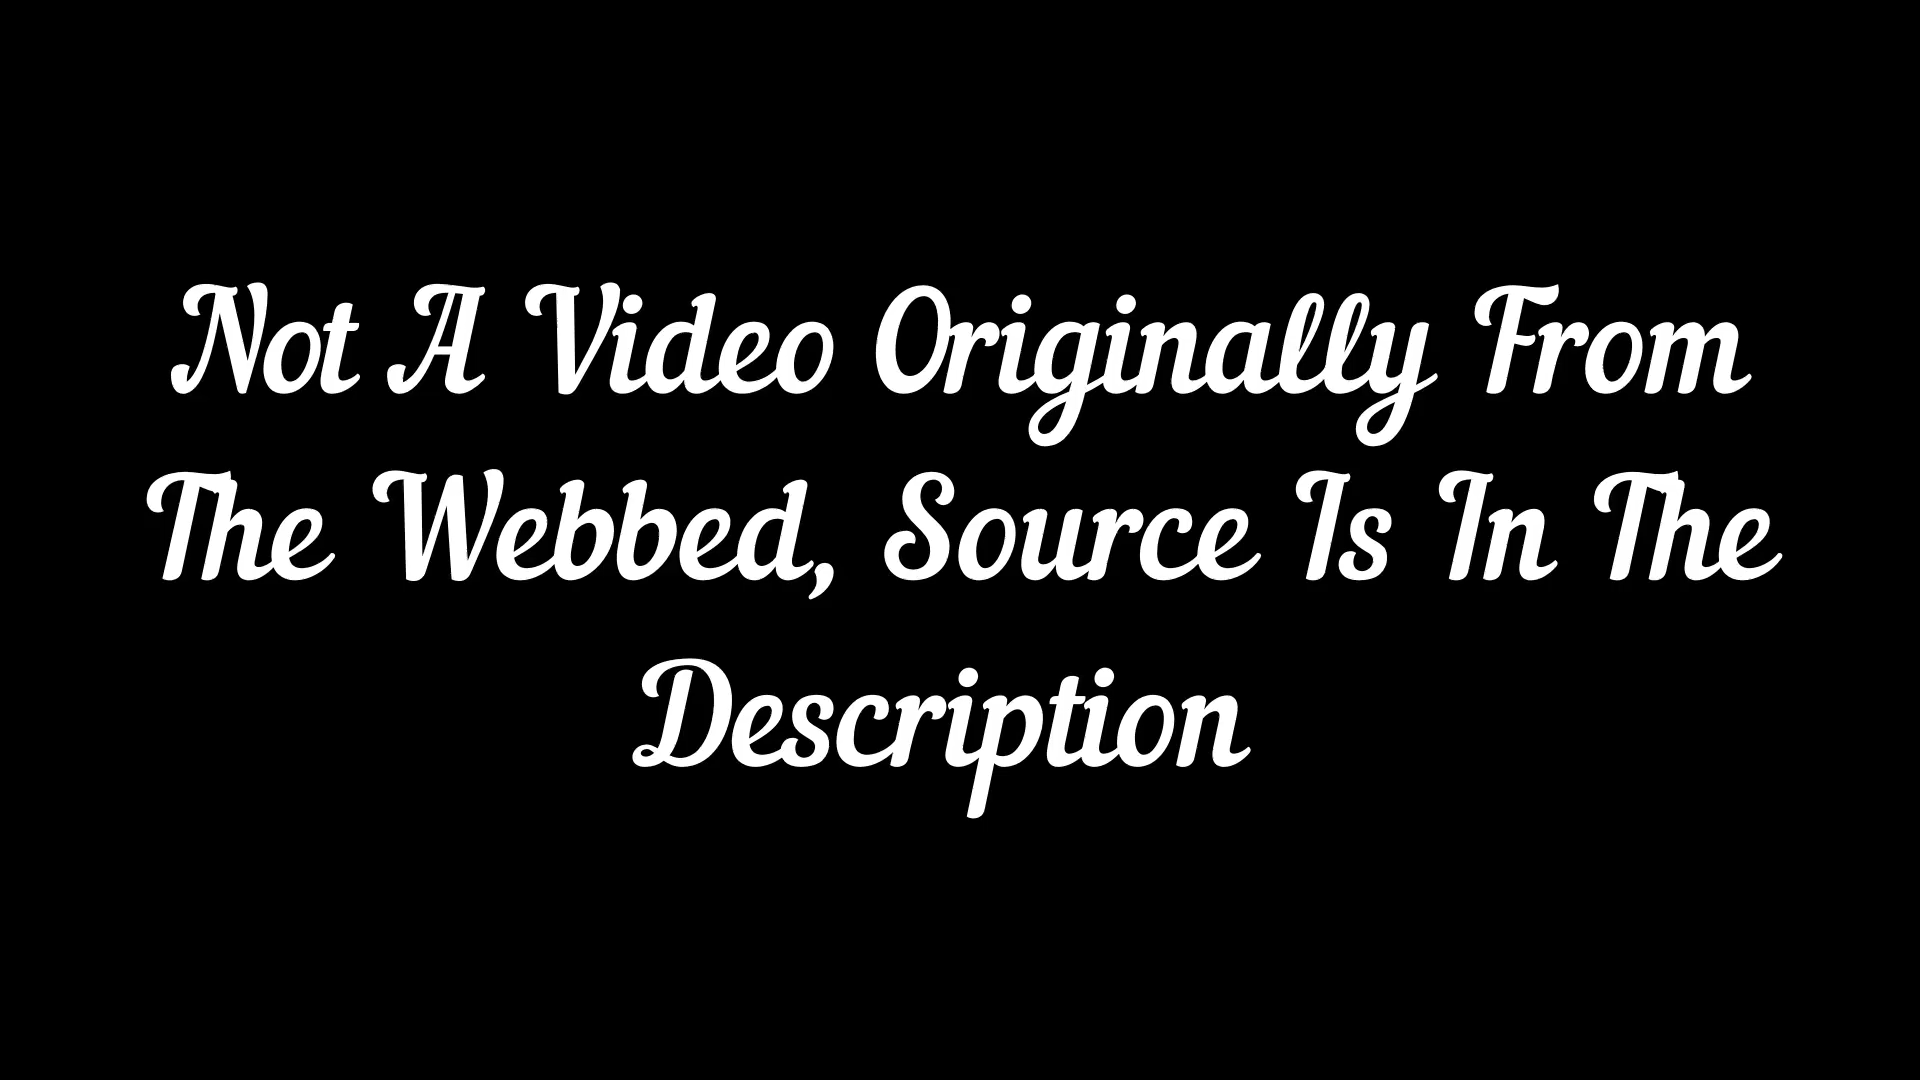 Not A Video Originally From
The Webbed, Source Is In The
Description